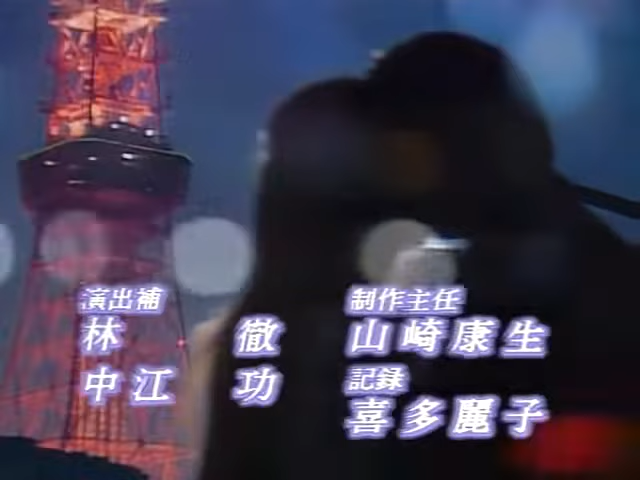 演出補
林　徹
中江　功
制作主任
山崎康生
記録
喜多麗子